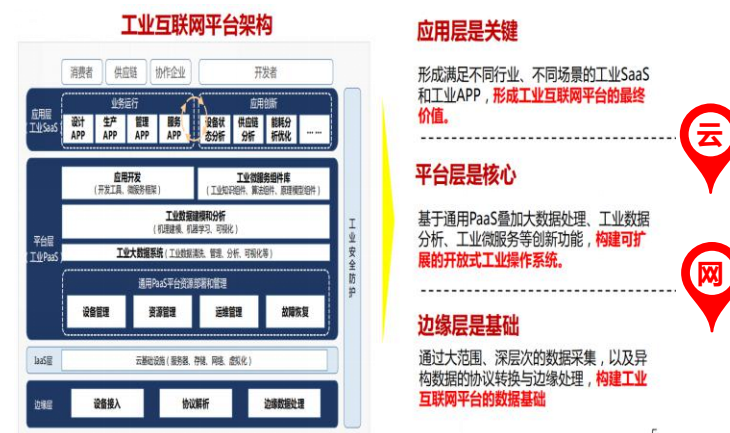 工业互联网平台架构
消费者
供应链
协作企业
开发者
应用层
(工业SaaS)
业务运行
应用创新
设计
APP
生产
APP
管理
APP
服务
APP
设备状
态分析
供应链
分析
能耗分
析优化
... ...
平台层
(工业PaaS)
应用开发
(开发工具、微服务框架)
工业微服务组件库
(工业知识组件、算法组件、原理模型组件)
工业数据建模和分析
(机理建模、机器学习、可视化)
工业大数据系统(工业数据清洗、管理、分析、可视化等)
通用PaaS平台资源部署和管理
设备管理
资源管理
运维管理
故障恢复
IaaS层
云基础设施(服务器、存储、网络、虚拟化)
边缘层
设备接入
协议解析
边缘数据处理
工业安全防护
应用层是关键
形成满足不同行业、不同场景的工业SaaS
和工业APP,形成工业互联网平台的最终
价值。
云
平台层是核心
基于通用PaaS叠加大数据处理、工业数据
分析、工业微服务等创新功能,构建可扩
展的开放式工业操作系统。
网
边缘层是基础
通过大范围、深层次的数据采集,以及异
构数据的协议转换与边缘处理,构建工业
互联网平台的数据基础